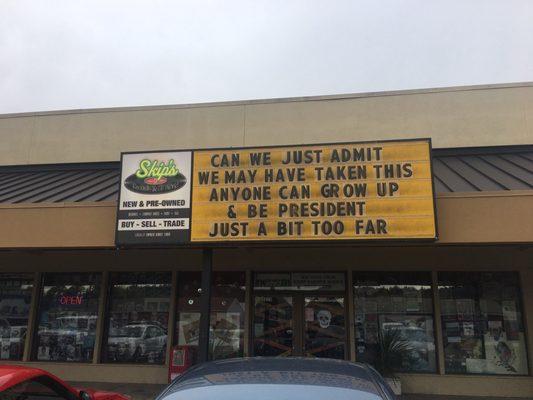 Skip's
NEW & PRE-OWNED
BUY - SELL - TRADE
CAN WE JUST ADMIT
WE MAY HAVE TAKEN THIS
ANYONE CAN GROW UP
& BE PRESIDENT
JUST A BIT TOO FAR
OPEN